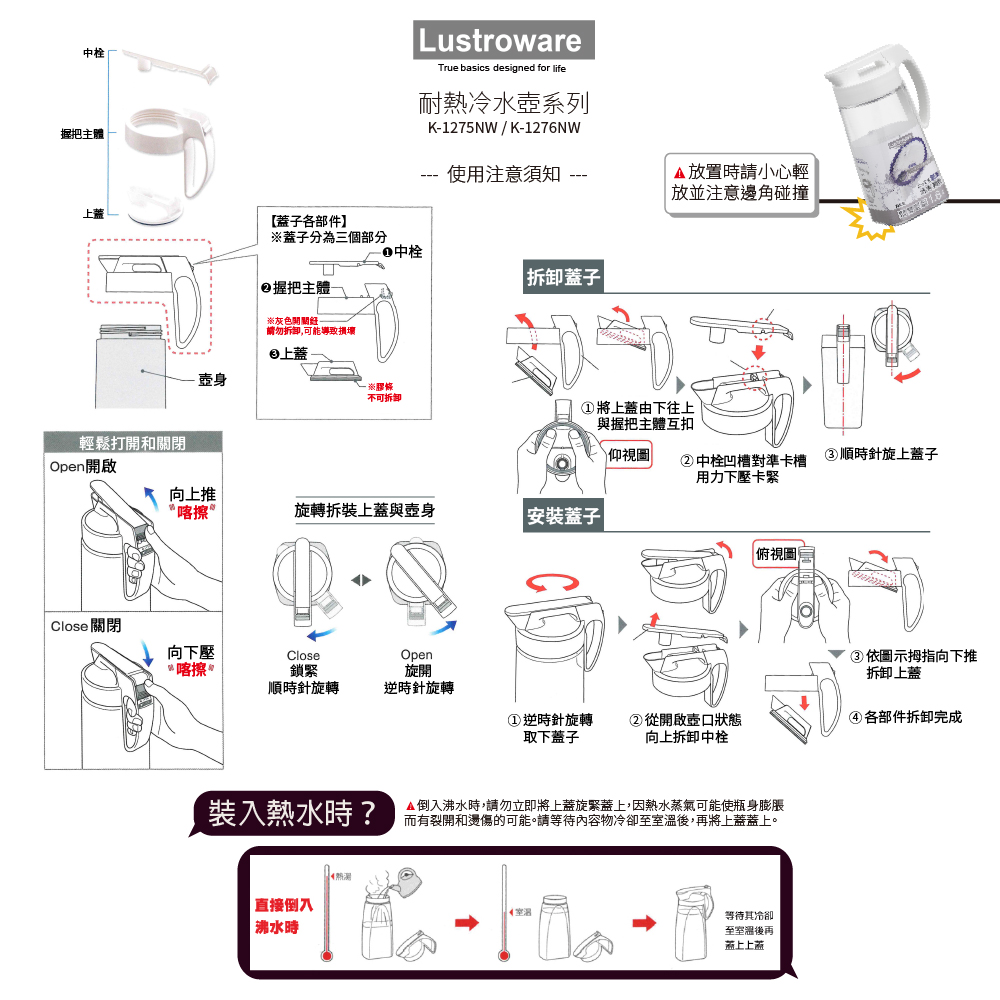 Lustroware
True basics designed for life
耐熱冷水壺系列
K-1275NW / K-1276NW
--- 使用注意須知 ---
中栓
握把主體
上蓋
放置時請小心輕
放並注意邊角碰撞
【蓋子各部件】
※蓋子分為三個部分
❶中栓
❷握把主體
※灰色開關鈕
請勿拆卸,可能導致損壞
❸上蓋
※膠條
不可拆卸
壺身
輕鬆打開和關閉
Open開啟
向上推
"喀擦"
Close關閉
向下壓
"喀擦"
旋轉拆裝上蓋與壺身
Close
鎖緊
順時針旋轉
Open
旋開
逆時針旋轉
拆卸蓋子
①將上蓋由下往上
與握把主體互扣
仰視圖
②中栓凹槽對準卡槽
用力下壓卡緊
③順時針旋上蓋子
安裝蓋子
俯視圖
①逆時針旋轉
取下蓋子
②從開啟壺口狀態
向上拆卸中栓
③依圖示拇指向下推
拆卸上蓋
④各部件拆卸完成
裝入熱水時？
倒入沸水時,請勿立即將上蓋旋緊蓋上,因熱水蒸氣可能使瓶身膨脹
而有裂開和燙傷的可能。請等待內容物冷卻至室溫後,再將上蓋蓋上。
直接倒入
沸水時
熱溫
室溫
等待其冷卻
至室溫後再
蓋上上蓋